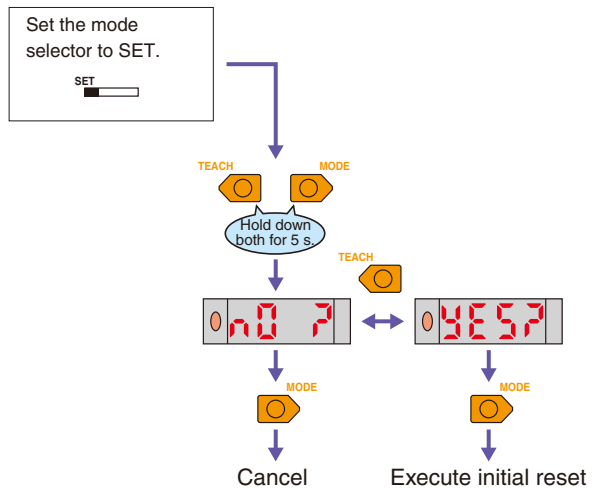 Set the mode
selector to SET.
SET
TEACH
MODE
Hold down
both for 5 s.
TEACH
nO ?
YES?
MODE
MODE
Cancel
Execute initial reset